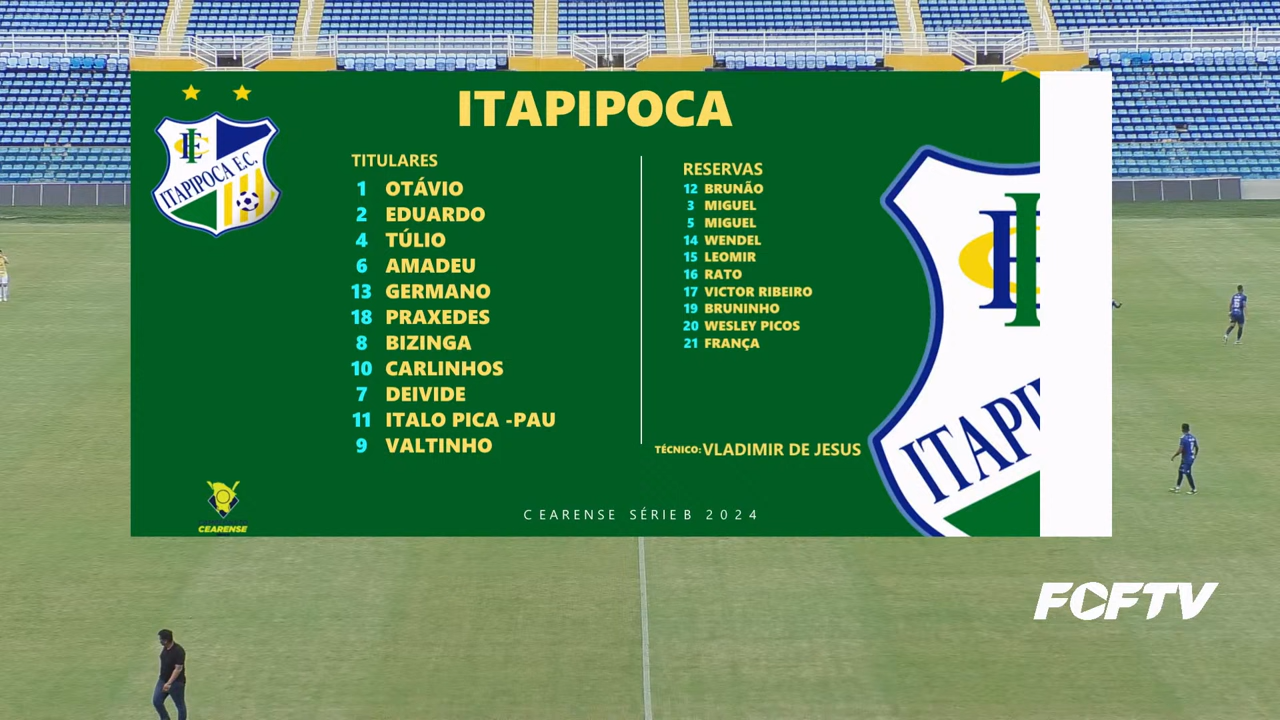 ITAPIPOCA
ITAPIPOCA E.C.
TITULARES
1 OTÁVIO
2 EDUARDO
4 TÚLIO
6 AMADEU
13 GERMANO
18 PRAXEDES
8 BIZINGA
10 CARLINHOS
7 DEIVIDE
11 ITALO PICA -PAU
9 VALTINHO
RESERVAS
12 BRUNÃO
3 MIGUEL
5 MIGUEL
14 WENDEL
15 LEOMIR
16 RATO
17 VICTOR RIBEIRO
19 BRUNINHO
20 WESLEY PICOS
21 FRANÇA
TÉCNICO: VLADIMIR DE JESUS
ITAPI
CEARENSE
CEARENSE SÉRIE B 2024
FCFTV